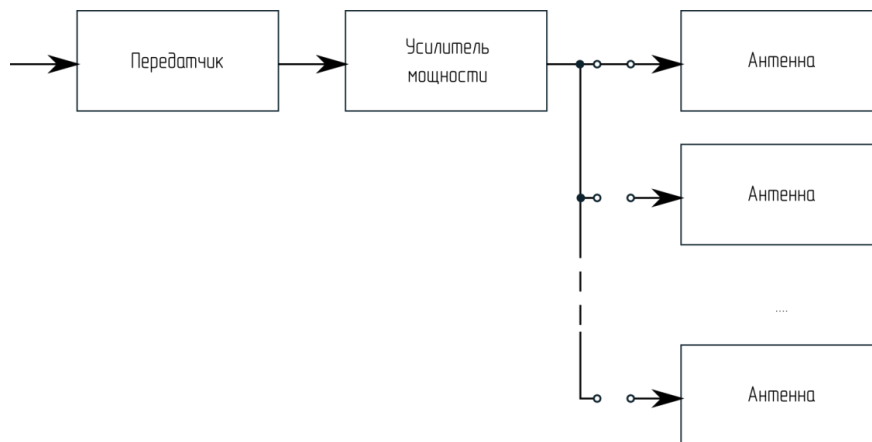 Передатчик
Усилитель
мощности
Антенна
Антенна
....
Антенна